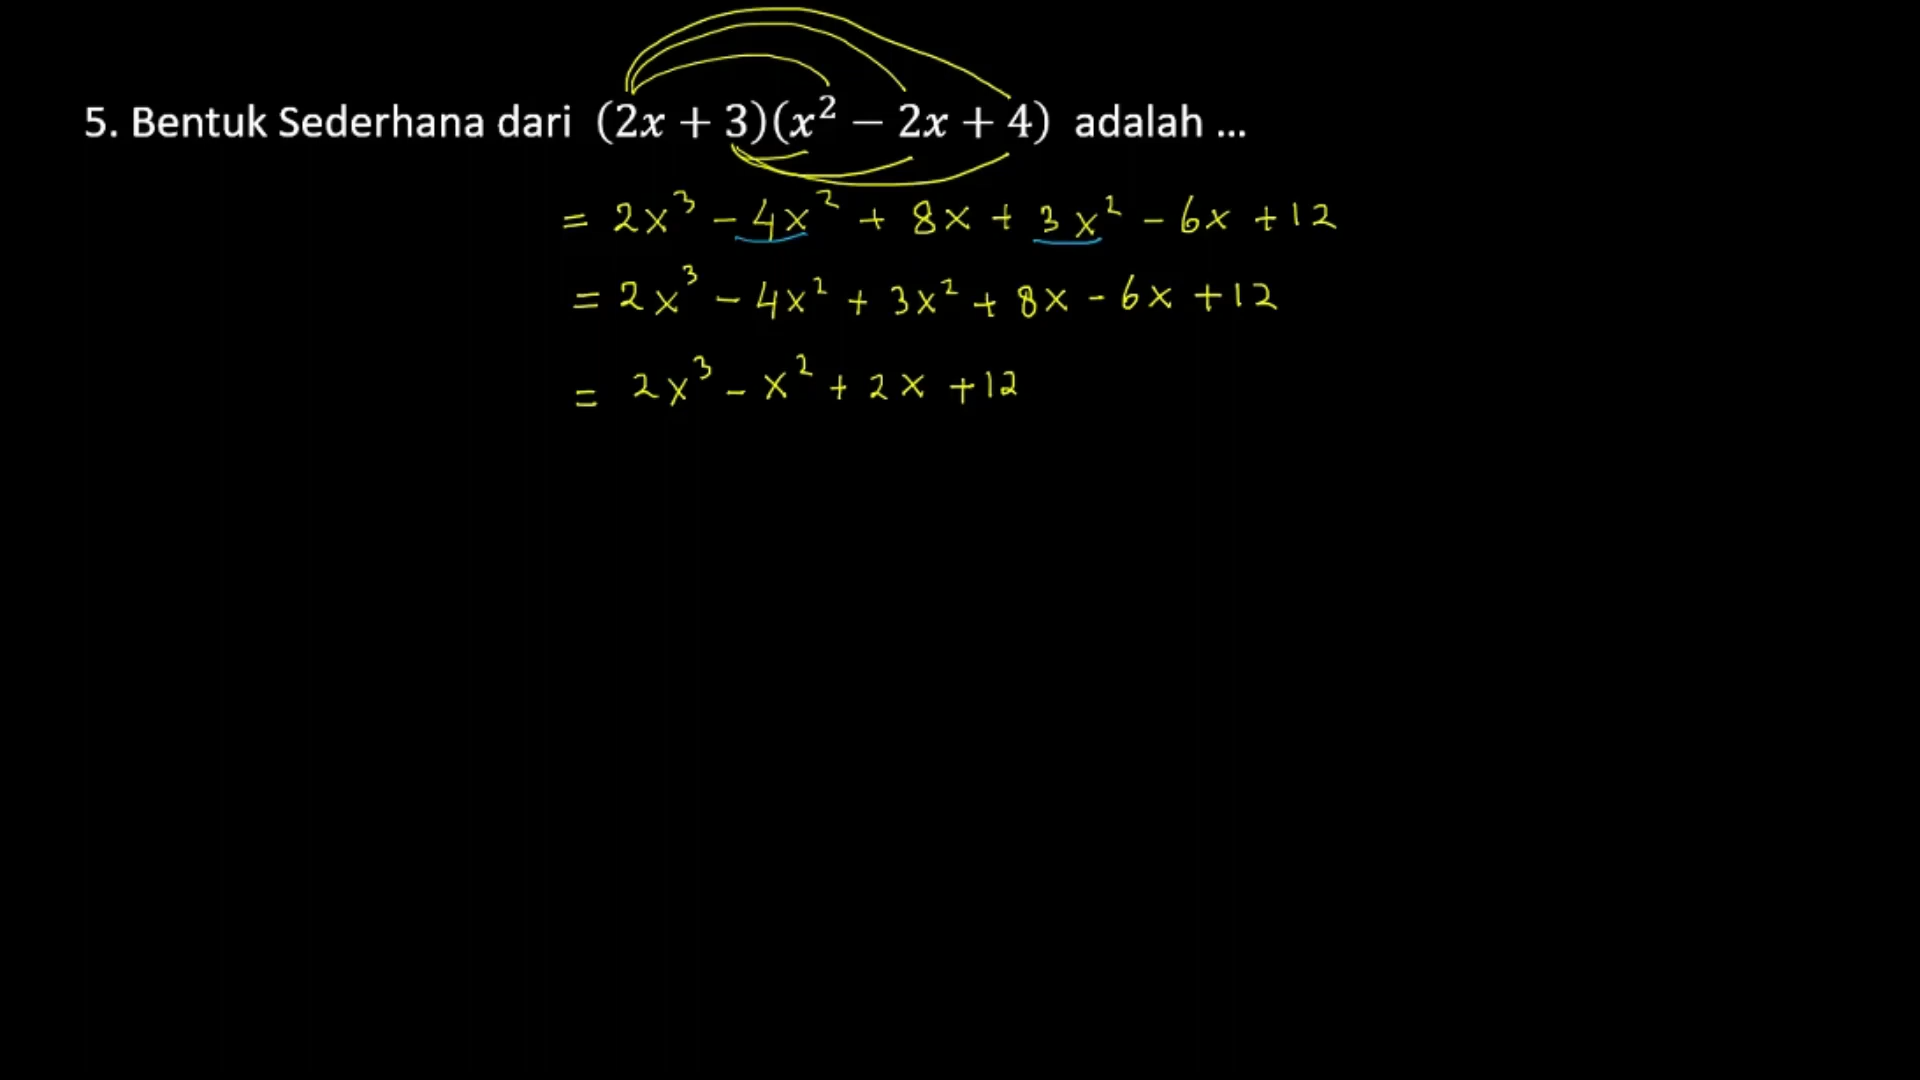 5. Bentuk Sederhana dari (2x + 3)(x² − 2x + 4) adalah ...
= 2x³ − 4x² + 8x + 3x² − 6x + 12
= 2x³ − 4x² + 3x² + 8x − 6x + 12
= 2x³ − x² + 2x + 12